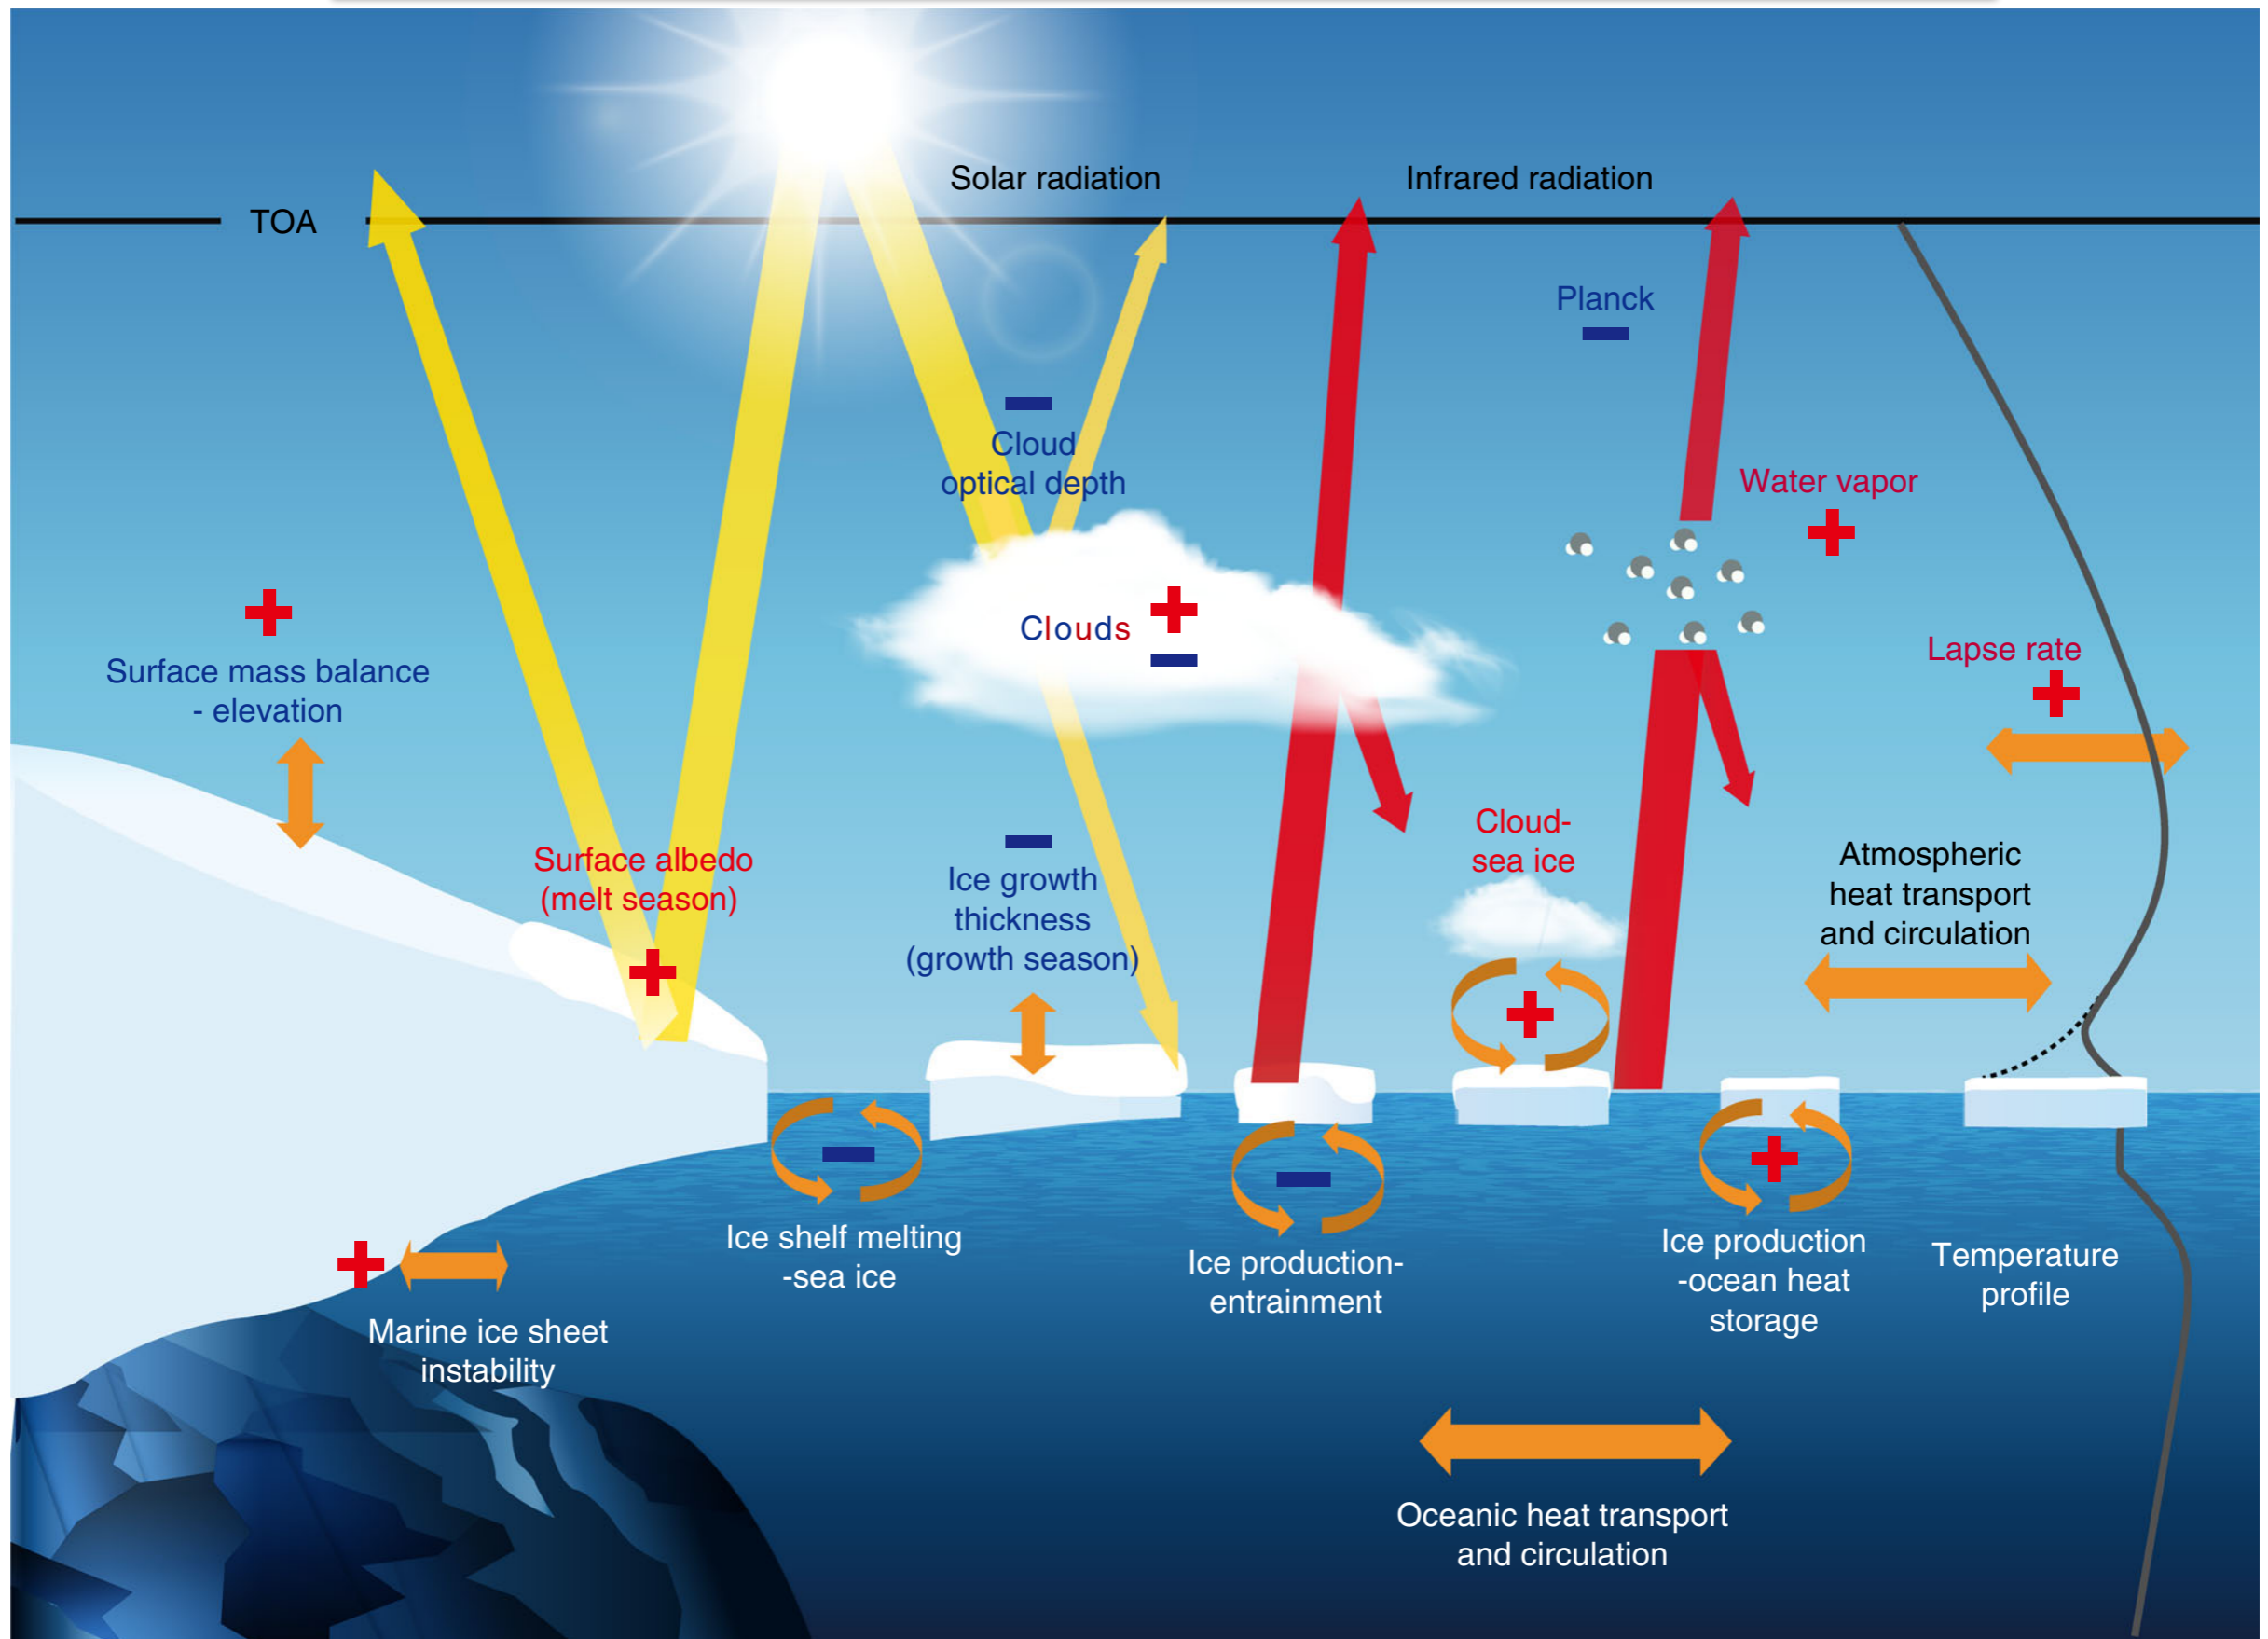 Solar radiation
Infrared radiation
TOA
Planck
Cloud
optical depth
Water vapor
Clouds
Lapse rate
Surface mass balance
- elevation
Surface albedo
(melt season)
Ice growth
thickness
(growth season)
Cloud-
sea ice
Atmospheric
heat transport
and circulation
Ice shelf melting
-sea ice
Ice production-
entrainment
Ice production
-ocean heat
storage
Temperature
profile
Marine ice sheet
instability
Oceanic heat transport
and circulation